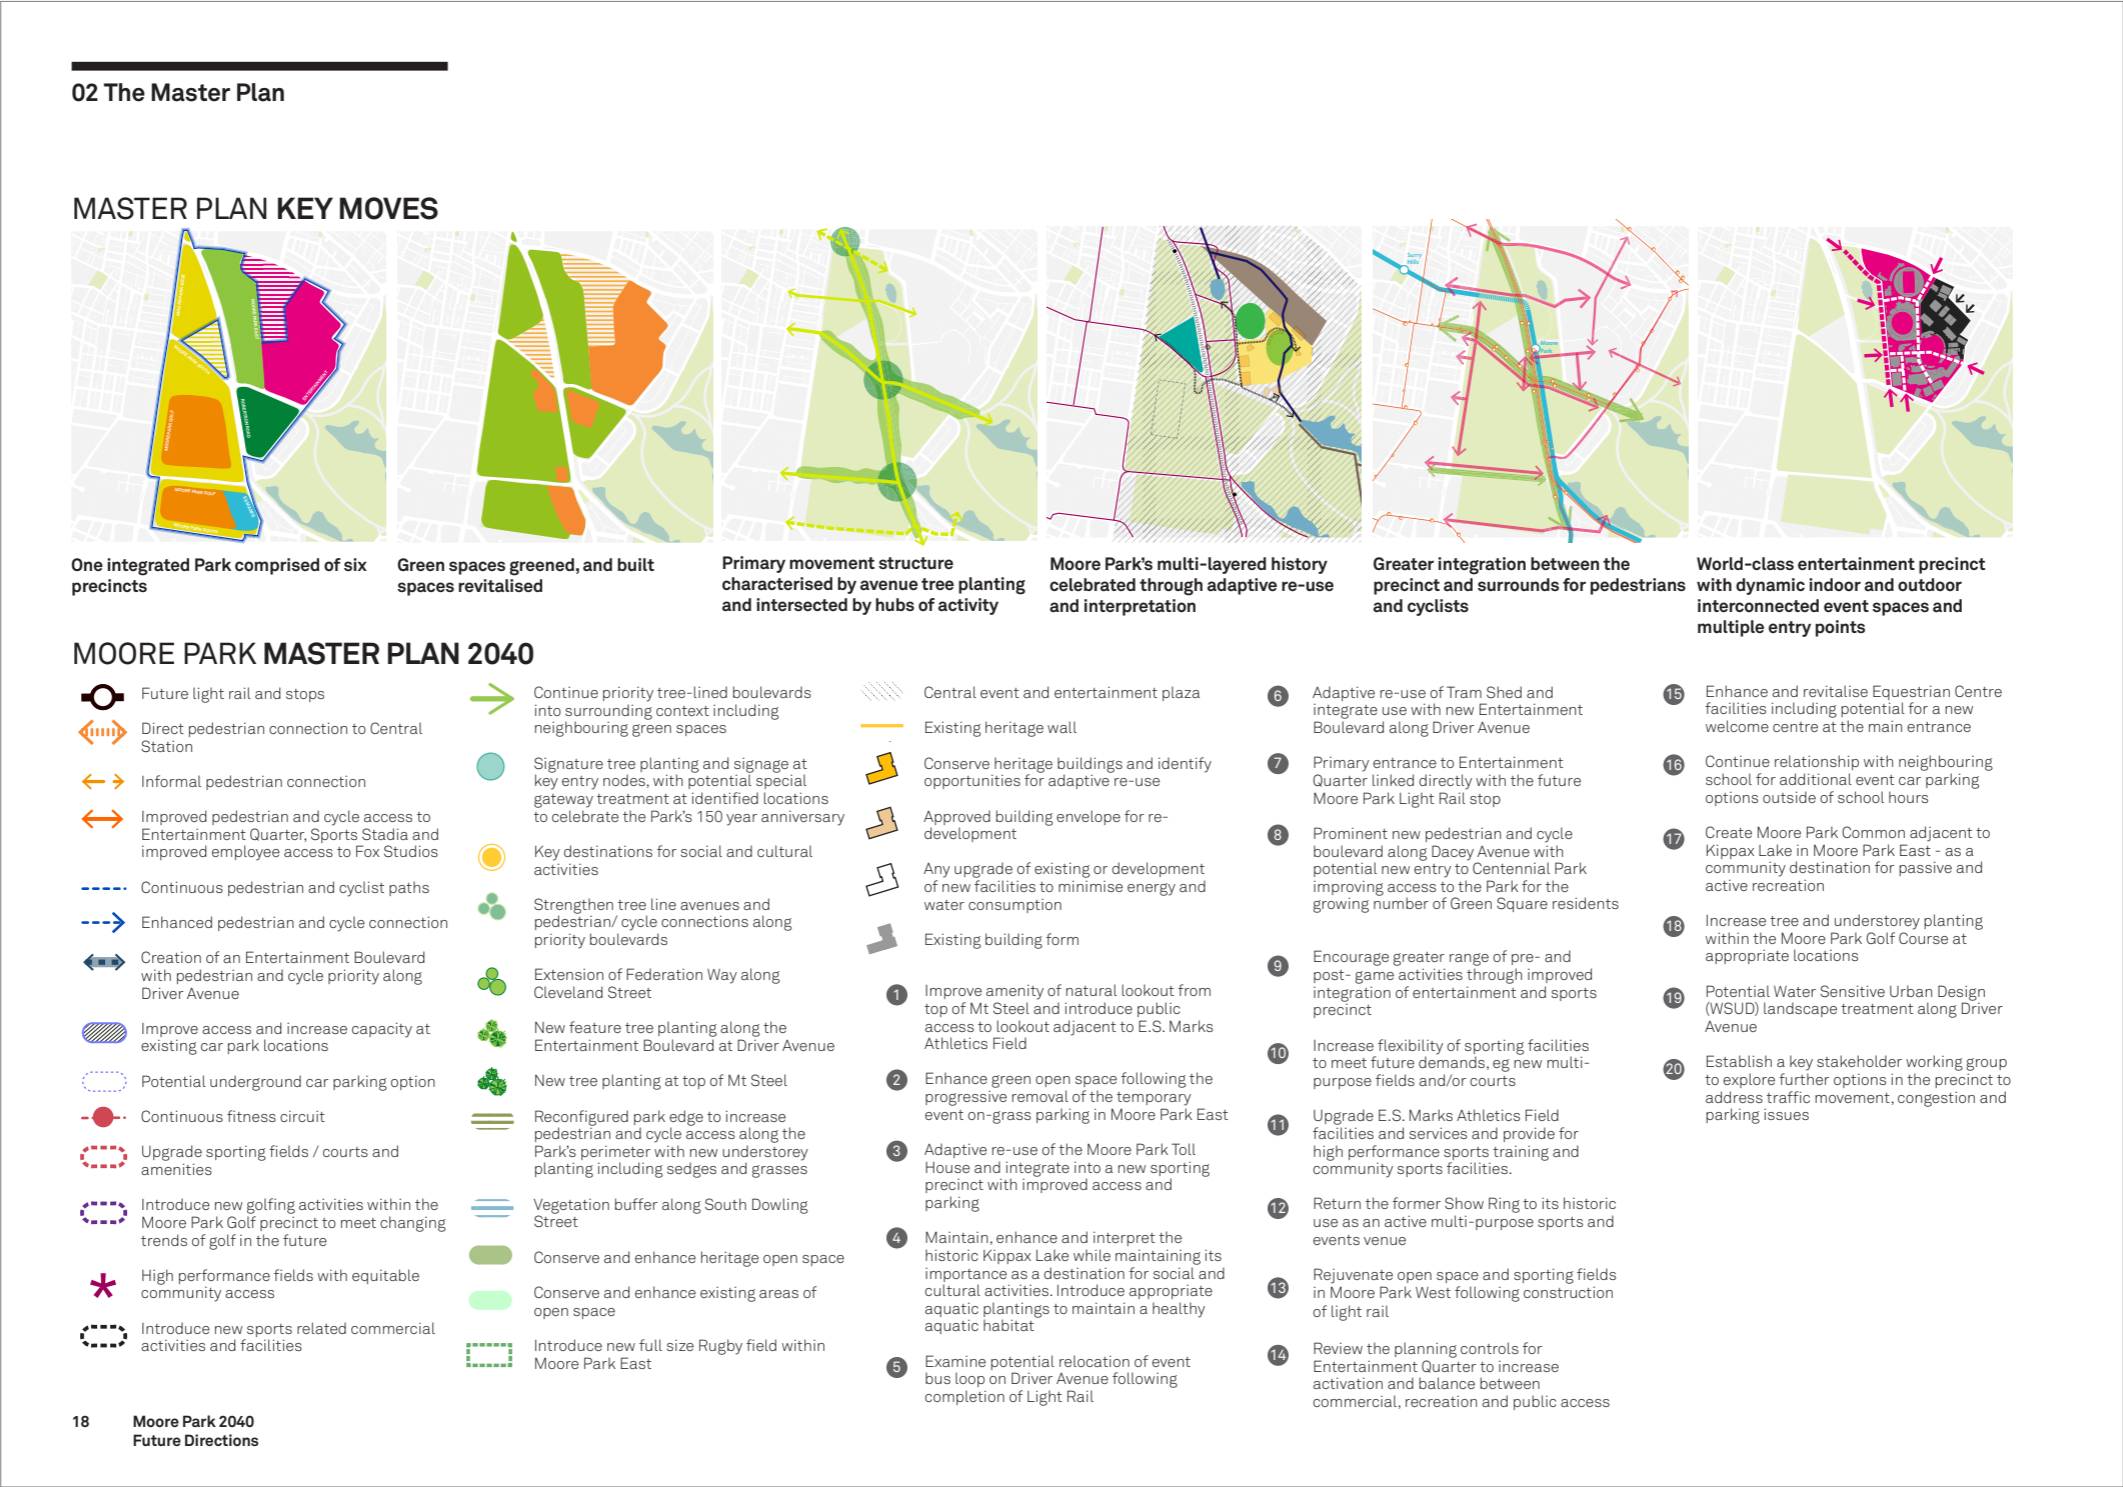 02 The Master Plan
MASTER PLAN KEY MOVES
MOORE PARK EAST
ENTERTAINMENT
MOORE PARK GOLF
ROBERTSON ROAD
MOORE PARK GOLF
Surry
Hills
Moore
Park
One integrated Park comprised of six
precincts
Green spaces greened, and built
spaces revitalised
Primary movement structure
characterised by avenue tree planting
and intersected by hubs of activity
Moore Park’s multi-layered history
celebrated through adaptive re-use
and interpretation
Greater integration between the
precinct and surrounds for pedestrians
and cyclists
World-class entertainment precinct
with dynamic indoor and outdoor
interconnected event spaces and
multiple entry points
MOORE PARK MASTER PLAN 2040
Future light rail and stops
Direct pedestrian connection to Central
Station
Informal pedestrian connection
Improved pedestrian and cycle access to
Entertainment Quarter, Sports Stadia and
improved employee access to Fox Studios
Continuous pedestrian and cyclist paths
Enhanced pedestrian and cycle connection
Creation of an Entertainment Boulevard
with pedestrian and cycle priority along
Driver Avenue
Improve access and increase capacity at
existing car park locations
Potential underground car parking option
Continuous fitness circuit
Upgrade sporting fields / courts and
amenities
Introduce new golfing activities within the
Moore Park Golf precinct to meet changing
trends of golf in the future
High performance fields with equitable
community access
Introduce new sports related commercial
activities and facilities
Continue priority tree-lined boulevards
into surrounding context including
neighbouring green spaces
Signature tree planting and signage at
key entry nodes, with potential special
gateway treatment at identified locations
to celebrate the Park’s 150 year anniversary
Key destinations for social and cultural
activities
Strengthen tree line avenues and
pedestrian/ cycle connections along
priority boulevards
Extension of Federation Way along
Cleveland Street
New feature tree planting along the
Entertainment Boulevard at Driver Avenue
New tree planting at top of Mt Steel
Reconfigured park edge to increase
pedestrian and cycle access along the
Park’s perimeter with new understorey
planting including sedges and grasses
Vegetation buffer along South Dowling
Street
Conserve and enhance heritage open space
Conserve and enhance existing areas of
open space
Introduce new full size Rugby field within
Moore Park East
Central event and entertainment plaza
Existing heritage wall
Conserve heritage buildings and identify
opportunities for adaptive re-use
Approved building envelope for re-
development
Any upgrade of existing or development
of new facilities to minimise energy and
water consumption
Existing building form
1 Improve amenity of natural lookout from
top of Mt Steel and introduce public
access to lookout adjacent to E.S. Marks
Athletics Field
2 Enhance green open space following the
progressive removal of the temporary
event on-grass parking in Moore Park East
3 Adaptive re-use of the Moore Park Toll
House and integrate into a new sporting
precinct with improved access and
parking
4 Maintain, enhance and interpret the
historic Kippax Lake while maintaining its
importance as a destination for social and
cultural activities. Introduce appropriate
aquatic plantings to maintain a healthy
aquatic habitat
5 Examine potential relocation of event
bus loop on Driver Avenue following
completion of Light Rail
6 Adaptive re-use of Tram Shed and
integrate use with new Entertainment
Boulevard along Driver Avenue
7 Primary entrance to Entertainment
Quarter linked directly with the future
Moore Park Light Rail stop
8 Prominent new pedestrian and cycle
boulevard along Dacey Avenue with
potential new entry to Centennial Park
improving access to the Park for the
growing number of Green Square residents
9 Encourage greater range of pre- and
post- game activities through improved
integration of entertainment and sports
precinct
10 Increase flexibility of sporting facilities
to meet future demands, eg new multi-
purpose fields and/or courts
11 Upgrade E.S. Marks Athletics Field
facilities and services and provide for
high performance sports training and
community sports facilities.
12 Return the former Show Ring to its historic
use as an active multi-purpose sports and
events venue
13 Rejuvenate open space and sporting fields
in Moore Park West following construction
of light rail
14 Review the planning controls for
Entertainment Quarter to increase
activation and balance between
commercial, recreation and public access
15 Enhance and revitalise Equestrian Centre
facilities including potential for a new
welcome centre at the main entrance
16 Continue relationship with neighbouring
school for additional event car parking
options outside of school hours
17 Create Moore Park Common adjacent to
Kippax Lake in Moore Park East - as a
community destination for passive and
active recreation
18 Increase tree and understorey planting
within the Moore Park Golf Course at
appropriate locations
19 Potential Water Sensitive Urban Design
(WSUD) landscape treatment along Driver
Avenue
20 Establish a key stakeholder working group
to explore further options in the precinct to
address traffic movement, congestion and
parking issues
18 Moore Park 2040
Future Directions